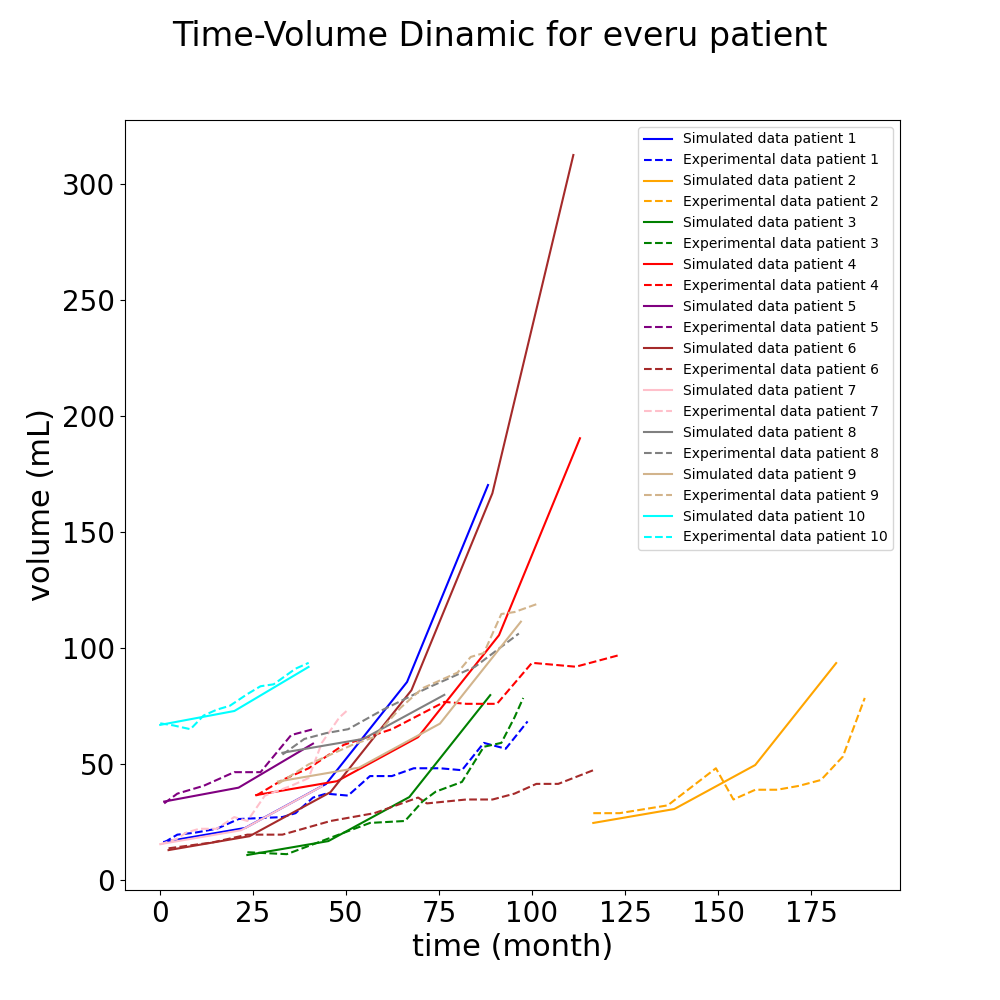 Time-Volume Dinamic for everu patient
Simulated data patient 1
Experimental data patient 1
Simulated data patient 2
Experimental data patient 2
Simulated data patient 3
Experimental data patient 3
Simulated data patient 4
Experimental data patient 4
Simulated data patient 5
Experimental data patient 5
Simulated data patient 6
Experimental data patient 6
Simulated data patient 7
Experimental data patient 7
Simulated data patient 8
Experimental data patient 8
Simulated data patient 9
Experimental data patient 9
Simulated data patient 10
Experimental data patient 10
300
250
200
150
100
50
0
volume (mL)
0 25 50 75 100 125 150 175
time (month)